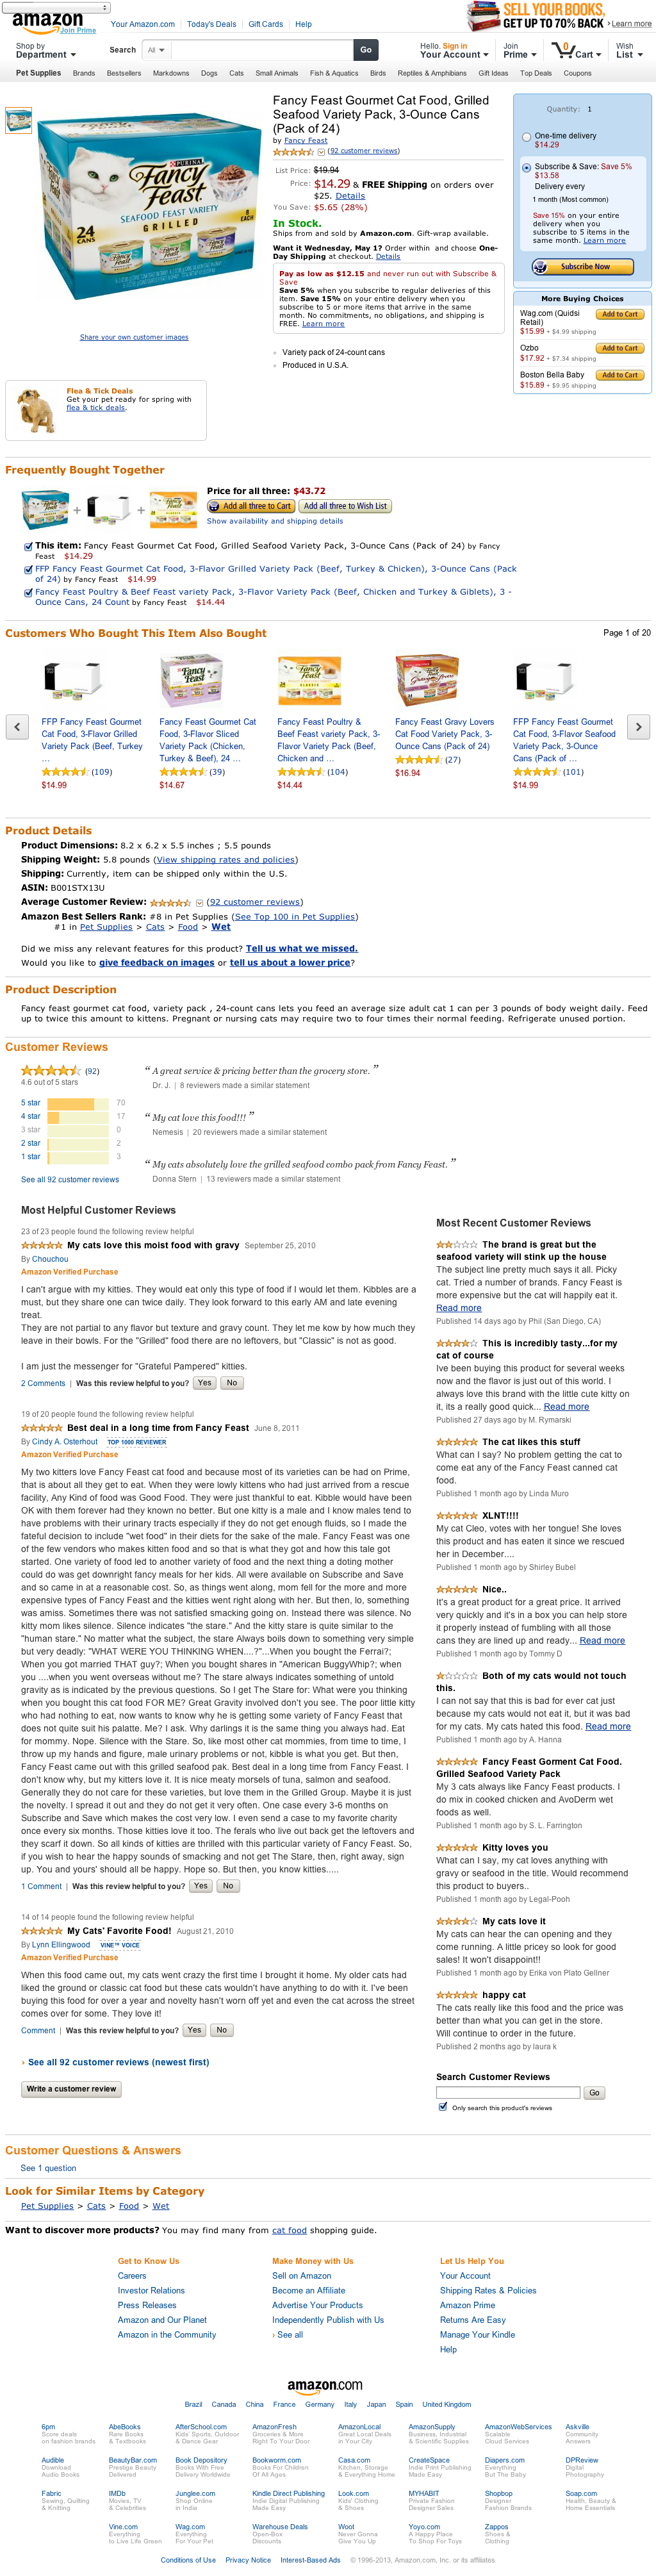 amazon
Join Prime
Your Amazon.com
Today's Deals
Gift Cards
Help
SELL YOUR BOOKS,
GET UP TO 70% BACK
› Learn more
Shop by
Department
Search
All
Go
Hello. Sign in
Your Account
Join
Prime
0
Cart
Wish
List
Pet Supplies
Brands
Bestsellers
Markdowns
Dogs
Cats
Small Animals
Fish & Aquatics
Birds
Reptiles & Amphibians
Gift Ideas
Top Deals
Coupons
PURINA
Fancy Feast
SEAFOOD FEAST VARIETY
GRILLED
24
CANS
8
EACH
Share your own customer images
Fancy Feast Gourmet Cat Food, Grilled
Seafood Variety Pack, 3-Ounce Cans
(Pack of 24)
by Fancy Feast
(92 customer reviews)
List Price: $19.94
Price: $14.29 & FREE Shipping on orders over
$25. Details
You Save: $5.65 (28%)
In Stock.
Ships from and sold by Amazon.com. Gift-wrap available.
Want it Wednesday, May 1? Order within and choose One-
Day Shipping at checkout. Details
Pay as low as $12.15 and never run out with Subscribe &
Save
Save 5% when you subscribe to regular deliveries of this
item. Save 15% on your entire delivery when you
subscribe to 5 or more items that arrive in the same
month. No commitments, no obligations, and shipping is
FREE. Learn more
Variety pack of 24-count cans
Produced in U.S.A.
Quantity: 1
One-time delivery
$14.29
Subscribe & Save: Save 5%
$13.58
Delivery every
1 month (Most common)
Save 15% on your entire
delivery when you
subscribe to 5 items in the
same month. Learn more
Subscribe Now
More Buying Choices
Wag.com (Quidsi
Retail)
$15.99 + $4.99 shipping
Add to Cart
Ozbo
$17.92 + $7.34 shipping
Add to Cart
Boston Bella Baby
$15.89 + $9.95 shipping
Add to Cart
Flea & Tick Deals
Get your pet ready for spring with
flea & tick deals.
Frequently Bought Together
Price for all three: $43.72
Add all three to Cart
Add all three to Wish List
Show availability and shipping details
This item: Fancy Feast Gourmet Cat Food, Grilled Seafood Variety Pack, 3-Ounce Cans (Pack of 24) by Fancy
Feast $14.29
FFP Fancy Feast Gourmet Cat Food, 3-Flavor Grilled Variety Pack (Beef, Turkey & Chicken), 3-Ounce Cans (Pack
of 24) by Fancy Feast $14.99
Fancy Feast Poultry & Beef Feast variety Pack, 3-Flavor Variety Pack (Beef, Chicken and Turkey & Giblets), 3 -
Ounce Cans, 24 Count by Fancy Feast $14.44
Customers Who Bought This Item Also Bought
Page 1 of 20
FFP Fancy Feast Gourmet
Cat Food, 3-Flavor Grilled
Variety Pack (Beef, Turkey
…
(109)
$14.99
Fancy Feast Gourmet Cat
Food, 3-Flavor Sliced
Variety Pack (Chicken,
Turkey & Beef), 24 …
(39)
$14.67
Fancy Feast Poultry &
Beef Feast variety Pack, 3-
Flavor Variety Pack (Beef,
Chicken and …
(104)
$14.44
Fancy Feast Gravy Lovers
Cat Food Variety Pack, 3-
Ounce Cans (Pack of 24)
(27)
$16.94
FFP Fancy Feast Gourmet
Cat Food, 3-Flavor Seafood
Variety Pack, 3-Ounce
Cans (Pack of …
(101)
$14.99
Product Details
Product Dimensions: 8.2 x 6.2 x 5.5 inches ; 5.5 pounds
Shipping Weight: 5.8 pounds (View shipping rates and policies)
Shipping: Currently, item can be shipped only within the U.S.
ASIN: B001STX13U
Average Customer Review: (92 customer reviews)
Amazon Best Sellers Rank: #8 in Pet Supplies (See Top 100 in Pet Supplies)
#1 in Pet Supplies > Cats > Food > Wet
Did we miss any relevant features for this product? Tell us what we missed.
Would you like to give feedback on images or tell us about a lower price?
Product Description
Fancy feast gourmet cat food, variety pack , 24-count cans lets you feed an average size adult cat 1 can per 3 pounds of body weight daily. Feed
up to twice this amount to kittens. Pregnant or nursing cats may require two to four times their normal feeding. Refrigerate unused portion.
Customer Reviews
(92)
4.6 out of 5 stars
5 star 70
4 star 17
3 star 0
2 star 2
1 star 3
See all 92 customer reviews
“ A great service & pricing better than the grocery store. ”
Dr. J. | 8 reviewers made a similar statement
“ My cat love this food!!! ”
Nemesis | 20 reviewers made a similar statement
“ My cats absolutely love the grilled seafood combo pack from Fancy Feast. ”
Donna Stern | 13 reviewers made a similar statement
Most Helpful Customer Reviews
23 of 23 people found the following review helpful
My cats love this moist food with gravy September 25, 2010
By Chouchou
Amazon Verified Purchase
I can't argue with my kitties. They would eat only this type of food if I would let them. Kibbles are a
must, but they share one can twice daily. They look forward to this early AM and late evening
treat.
They are not partial to any flavor but texture and gravy count. They let me know by how much they
leave in their bowls. For the "Grilled" food there are no leftovers, but "Classic" is not as good.
I am just the messenger for "Grateful Pampered" kitties.
2 Comments | Was this review helpful to you? Yes No
19 of 20 people found the following review helpful
Best deal in a long time from Fancy Feast June 8, 2011
By Cindy A. Osterhout TOP 1000 REVIEWER
Amazon Verified Purchase
My two kitters love Fancy Feast cat food and because most of its varieties can be had on Prime,
that is about all they get to eat. They were not so picky when they had just arrived from a rescue
facility, Any Kind of food was Good Food. They were just thankful to eat. Kibble would have been
OK with them forever had they known no better. But one kitty is a male and I know males tend to
have problems with their urinary tracts especially if they do not get enough fluids, so I made the
fateful decision to include "wet food" in their diets for the sake of the male. Fancy Feast was one
of the few vendors who makes kitten food and so that is what they got and so how this tale got
started. One little one loved another variety of food and the next thing a doting mother
could do was get downright fancy meals for her kids. All were available on Subscribe and Save
so came in at a reasonable cost. So, as things went along, mom fell for the more and more
expensive types of cat food from Fancy Feast and the kitties went right along with her. But then, lo, something
was amiss. Sometimes there was not satisfied smacking going on. Instead there was silence. No
kitty mom likes silence. Silence indicates "the stare." And the stare in kitty is quite similar to the
"human stare." No matter what the subject, the stare Always boils down to something really simple
but very deadly: "WHAT WERE YOU THINKING WHEN....?"...When you bought the Ferrai?;
When you got married THAT guy?; When you bought shares in "American BuggyWhip?; when
you ....when you went overseas without me? The stare always indicates something of untold
gravity as is indicated by the previous questions. So I get The Stare for: What were you thinking
when you bought this cat food FOR ME? Great Gravity Involved don't you see. The poor little kitty
who had nothing to eat, now wants to know why he is getting some variety of Fancy Feast that
does not quite suit his palatte. Me? I ask. Why darlings it is the same thing you always had. Eat
for mommy. Nope. Silence with the Stare. So, ok. Most other cat foods, mom, from time to time, I
throw up my meals and figure, male urinary problems or not, kibble is what you get. But then,
Fancy Feast came out with this grilled seafood pak. Best meal, I think, they ever had from FF. I
don't know why, but my kitters love it. It does rely on loads of tuna, salmon and seafood.
Generally they do not care for these varieties, but they do get them in the Grilled Group. Maybe it is just
the novelty. I spread it out and they do not get it very often. One case every 3-6 months on
Subscribe and Save which makes the cost very low. I even send a case to my favorite shelter
once every six months. Those kitties love it too. The ferals who live out back get the leftovers and
they scarf it down. So all kinds of kitties are thrilled with this particular variety of Fancy Feast. So, if
you wish to hear the happy sounds of smacking and not get The Stare, then, right away, sign
up. You and yours' should all be happy. Hope so. But then, you know kitties.....
1 Comment | Was this review helpful to you? Yes No
14 of 14 people found the following review helpful
My Cats' Favorite Food! August 21, 2010
By Lynn Ellingwood VINE™ VOICE
Amazon Verified Purchase
When this food came out, my cats went crazy the first time I brought it home. My older cats had
liked the ground or classic cat food but these cats wouldn't have anything to do with it. I've been
buying this food for over a year and novelty hasn't worn off yet and even the cat across the street
comes over for some. They love it!
Comment | Was this review helpful to you? Yes No
› See all 92 customer reviews (newest first)
Write a customer review
Most Recent Customer Reviews
The brand is great but the
seafood variety will stink up the house
The subject line pretty much says it all. Picky
cat. Tried a number of brands. Fancy Feast is
more expensive but the cat will happily eat it.
Read more
Published 14 days ago by Phil (San Diego, CA)
This is incredibly tasty...for my
cat of course
Ive been buying this product for several weeks
now and the flavor is just out of this world. I
always love this brand with the little cute kitty on
it, its a really good quick... Read more
Published 27 days ago by M. Rymarski
The cat likes this stuff
What can I say? No problem getting the cat to
come eat any of the Fancy Feast canned cat
food.
Published 1 month ago by Linda Muro
XLNT!!!!
My cat Cleo, votes with her tongue! She loves
this product and has eaten it since we rescued
her in December....
Published 1 month ago by Shirley Bubel
Nice..
It's a great product for a great price. It arrived
very quickly and it's in a box you can help store
it properly instead of fumbling with all those
cans they are lined up and ready... Read more
Published 1 month ago by Tommy D
Both of my cats would not touch
this.
I can not say that this is bad for ever cat just
because my cats would not eat it, but it was bad
for my cats. My cats hated this food. Read more
Published 1 month ago by A. Hanna
Fancy Feast Gorment Cat Food.
Grilled Seafood Variety Pack
My 3 cats always like Fancy Feast products. I
do mix in cooked chicken and AvoDerm wet
foods as well.
Published 1 month ago by S. L. Farrington
Kitty loves you
What can I say, my cat loves anything with
gravy or seafood in the title. Would recommend
this product to buyers..
Published 1 month ago by Legal-Pooh
My cats love it
My cats can hear the can opening and they
come running. A little pricey so look for good
sales! It won't disappoint!!
Published 1 month ago by Erika von Plato Gellner
happy cat
The cats really like this food and the price was
better than what you can get in the store.
Will continue to order in the future.
Published 2 months ago by laura k
Search Customer Reviews
Go
Only search this product's reviews
Customer Questions & Answers
See 1 question
Look for Similar Items by Category
Pet Supplies > Cats > Food > Wet
Want to discover more products? You may find many from cat food shopping guide.
Get to Know Us
Careers
Investor Relations
Press Releases
Amazon and Our Planet
Amazon in the Community
Make Money with Us
Sell on Amazon
Become an Affiliate
Advertise Your Products
Independently Publish with Us
› See all
Let Us Help You
Your Account
Shipping Rates & Policies
Amazon Prime
Returns Are Easy
Manage Your Kindle
Help
amazon.com
Brazil Canada China France Germany Italy Japan Spain United Kingdom
6pm
Score deals
on fashion brands
AbeBooks
Rare Books
& Textbooks
AfterSchool.com
Kids' Sports, Outdoor
& Dance Gear
AmazonFresh
Groceries & More
Right To Your Door
AmazonLocal
Great Local Deals
in Your City
AmazonSupply
Business, Industrial
& Scientific Supplies
AmazonWebServices
Scalable
Cloud Services
Askville
Community
Answers
Audible
Download
Audio Books
BeautyBar.com
Prestige Beauty
Delivered
Book Depository
Books With Free
Delivery Worldwide
Bookworm.com
Books For Children
Of All Ages
Casa.com
Kitchen, Storage
& Everything Home
CreateSpace
Indie Print Publishing
Made Easy
Diapers.com
Everything
But The Baby
DPReview
Digital
Photography
Fabric
Sewing, Quilting
& Knitting
IMDb
Movies, TV
& Celebrities
Junglee.com
Shop Online
in India
Kindle Direct Publishing
Indie Digital Publishing
Made Easy
Look.com
Kids' Clothing
& Shoes
MYHABIT
Private Fashion
Designer Sales
Shopbop
Designer
Fashion Brands
Soap.com
Health, Beauty &
Home Essentials
Vine.com
Everything
to Live Life Green
Wag.com
Everything
For Your Pet
Warehouse Deals
Open-Box
Discounts
Woot
Never Gonna
Give You Up
Yoyo.com
A Happy Place
To Shop For Toys
Zappos
Shoes &
Clothing
Conditions of Use Privacy Notice Interest-Based Ads © 1996-2013, Amazon.com, Inc. or its affiliates